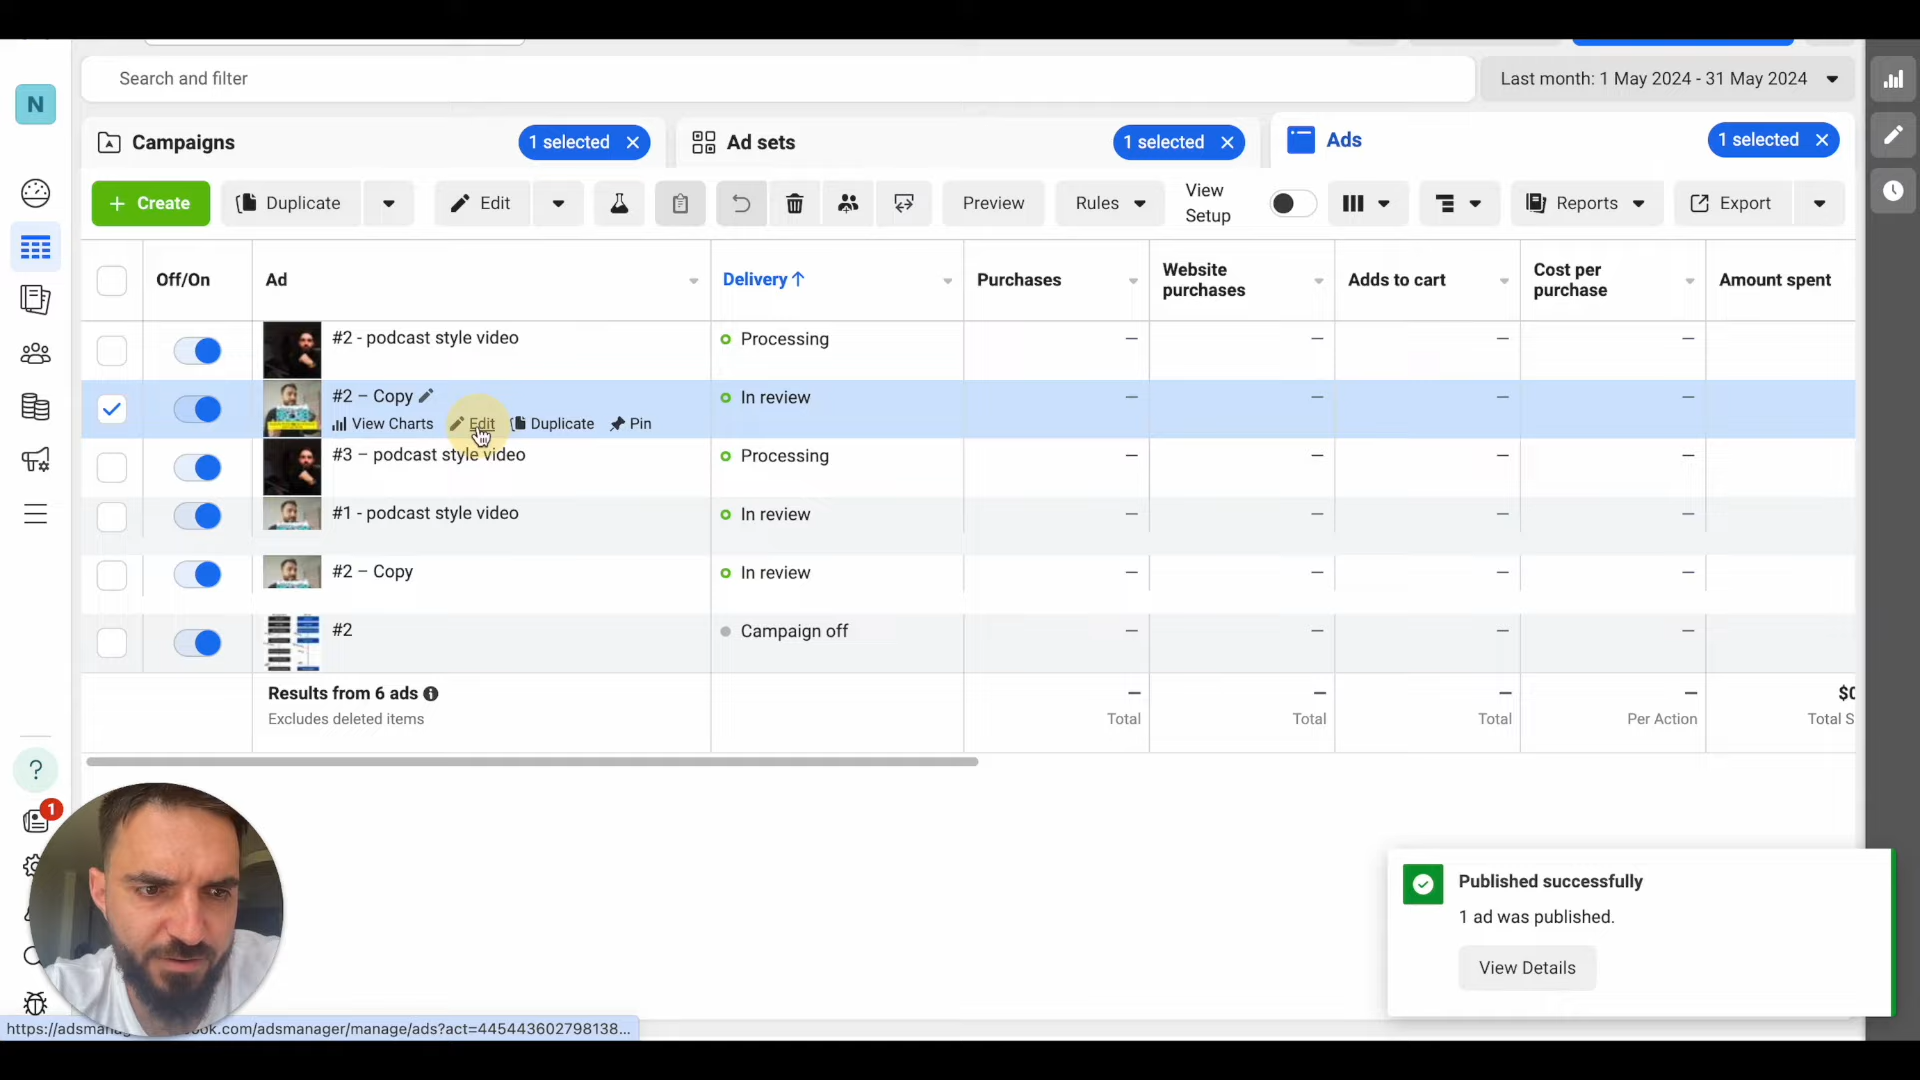 Search and filter
Last month: 1 May 2024 - 31 May 2024
N
Campaigns
1 selected
Ad sets
1 selected
Ads
1 selected
Create
Duplicate
Edit
Preview
Rules
View
Setup
Reports
Export
Off/On
Ad
Delivery
Purchases
Website
purchases
Adds to cart
Cost per
purchase
Amount spent
#2 - podcast style video
Processing
—
—
—
—
#2 – Copy
View Charts
Edit
Duplicate
Pin
In review
—
—
—
—
#3 – podcast style video
Processing
—
—
—
—
#1 - podcast style video
In review
—
—
—
—
#2 – Copy
In review
—
—
—
—
#2
Campaign off
—
—
—
—
Results from 6 ads
Excludes deleted items
—
Total
—
Total
—
Total
—
Per Action
$0
Total S
?
1
Published successfully
1 ad was published.
View Details